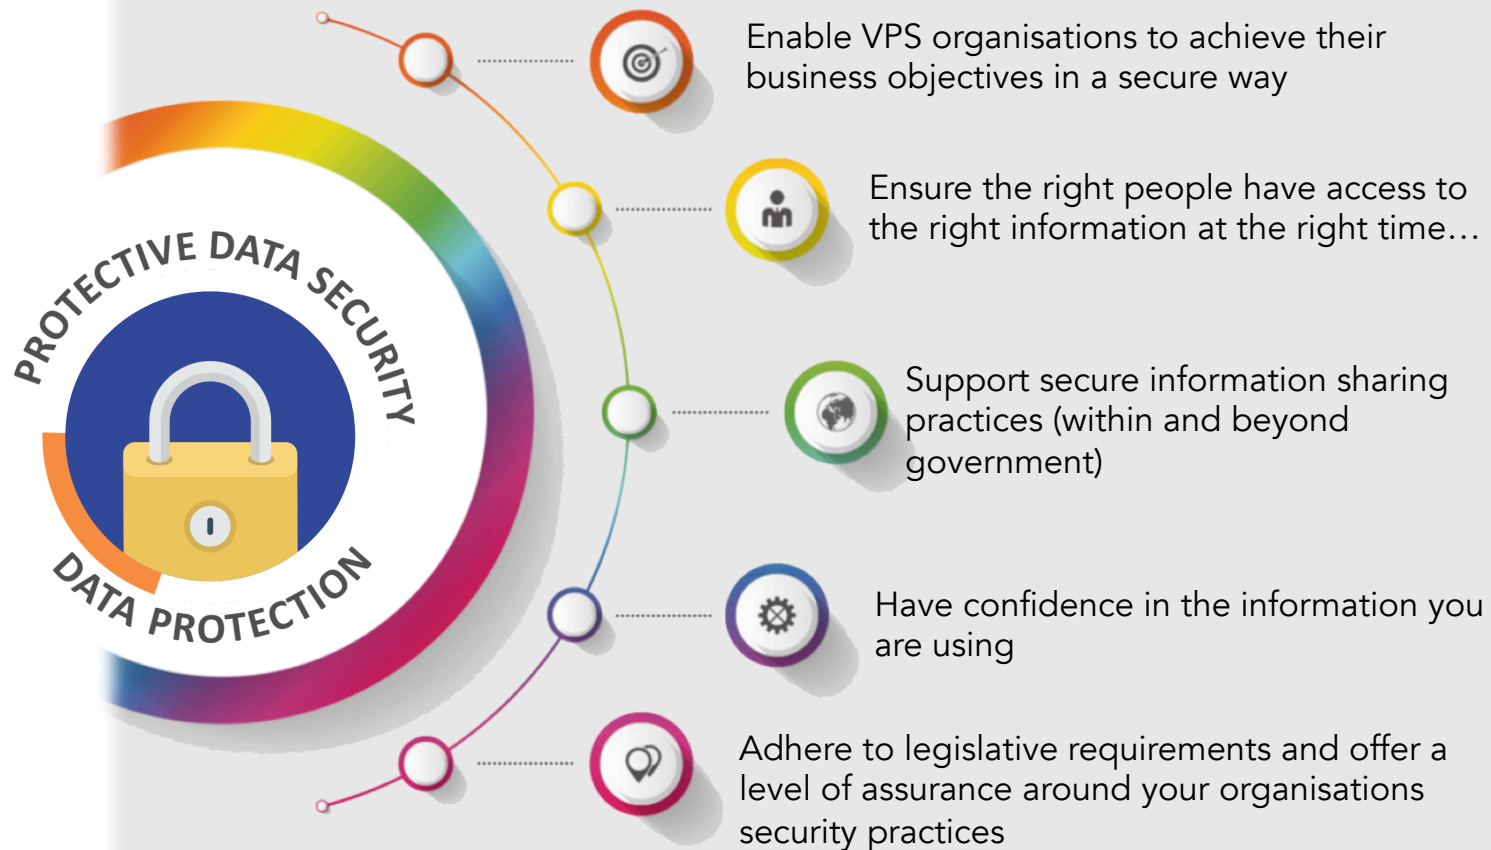 PROTECTIVE DATA SECURITY
DATA PROTECTION
Enable VPS organisations to achieve their
business objectives in a secure way
Ensure the right people have access to
the right information at the right time…
Support secure information sharing
practices (within and beyond
government)
Have confidence in the information you
are using
Adhere to legislative requirements and offer a
level of assurance around your organisations
security practices